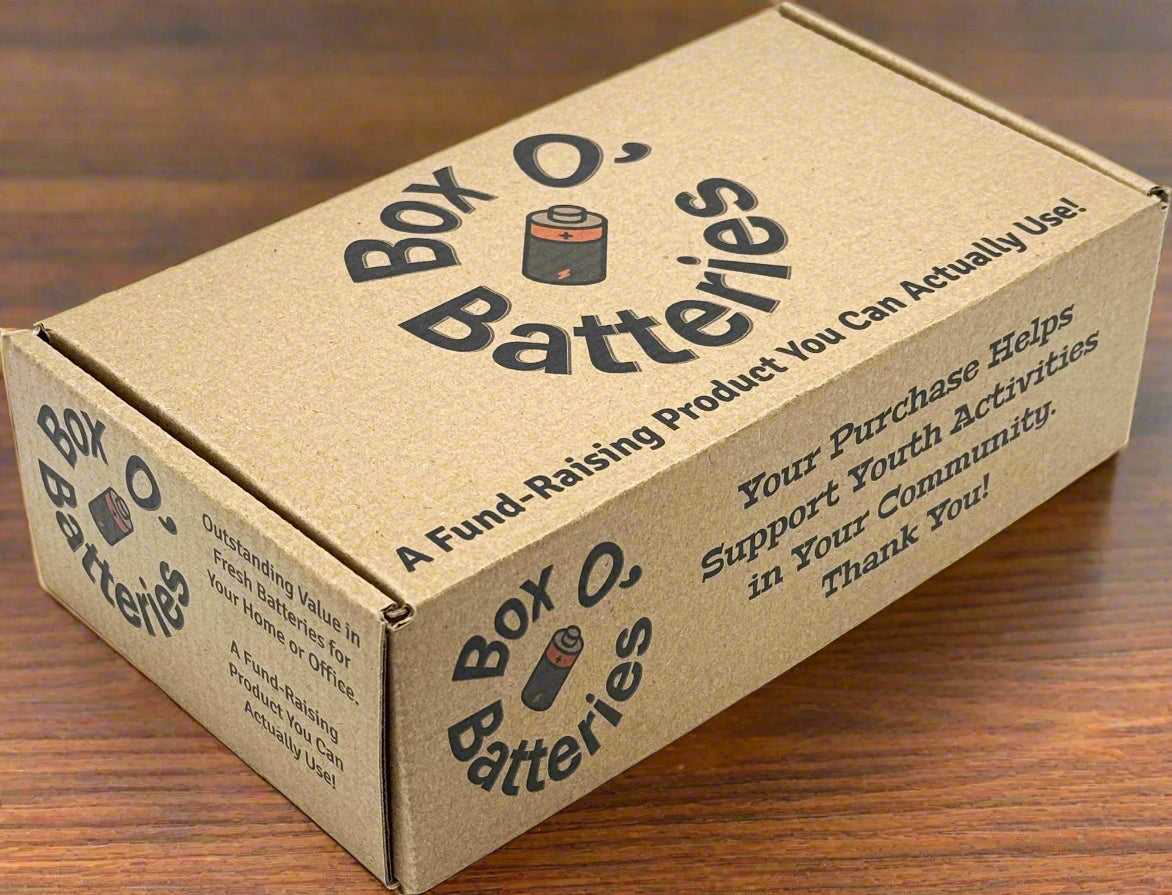 Box O,
Batteries
A Fund-Raising Product You Can Actually Use!
Box O,
Batteries
Outstanding Value in
Fresh Batteries for
Your Home or Office.
A Fund-Raising
Product You Can
Actually Use!
Box O,
Batteries
Your Purchase Helps
Support Youth Activities
in Your Community.
Thank You!